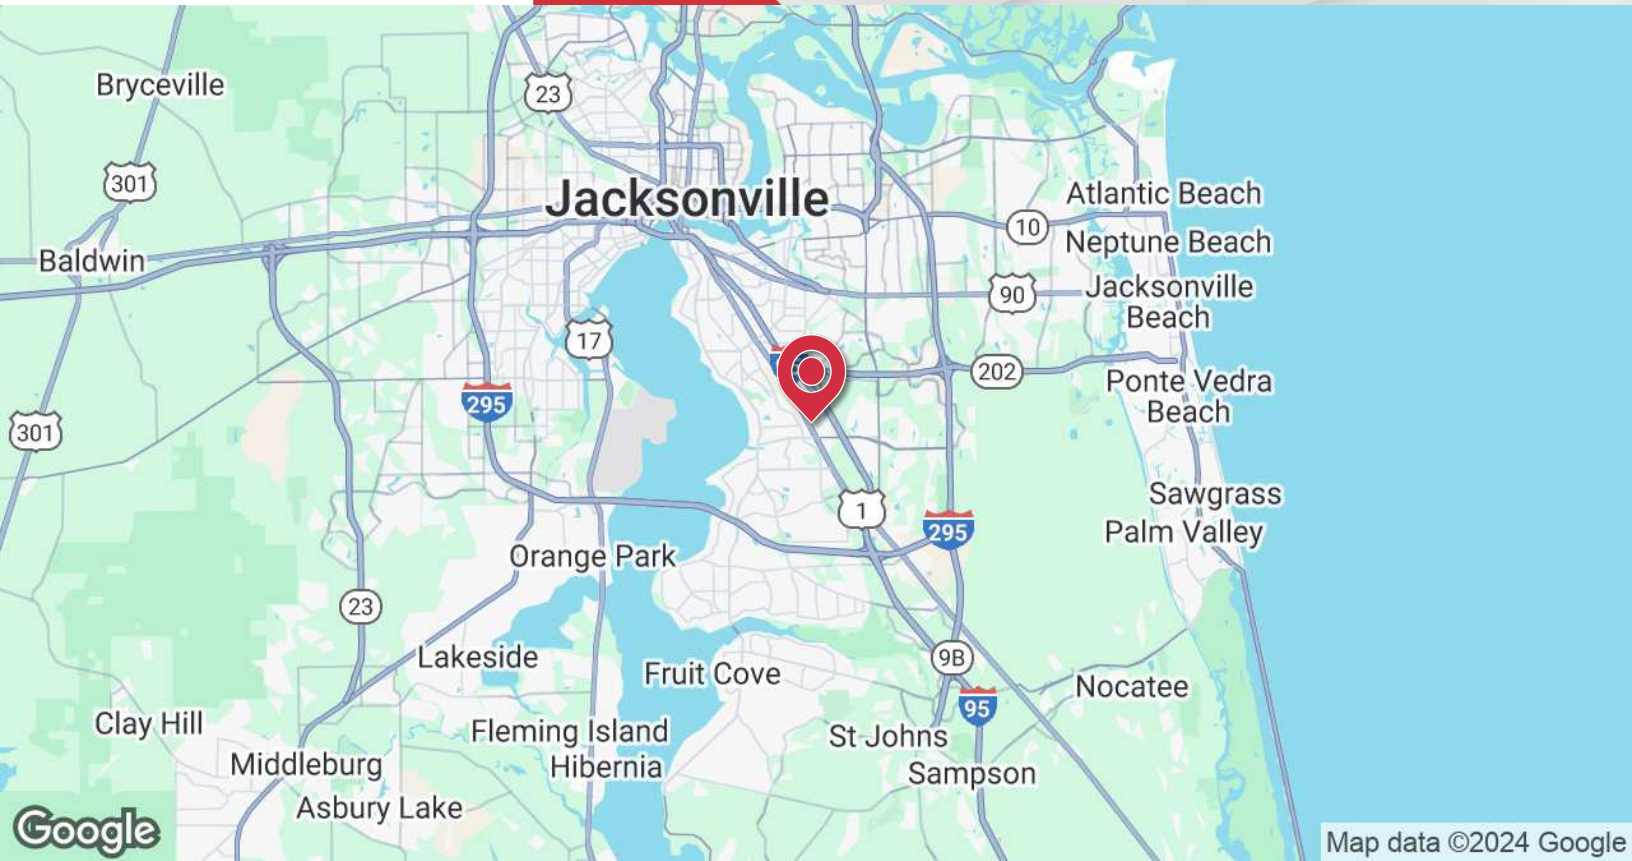 Bryceville
23
301
Jacksonville
Atlantic Beach
10
Neptune Beach
Baldwin
90
Jacksonville
Beach
17
202
Ponte Vedra
Beach
295
301
Sawgrass
1
Palm Valley
295
Orange Park
23
Lakeside
9B
Fruit Cove
Nocatee
95
Clay Hill
Fleming Island
St Johns
Hibernia
Middleburg
Sampson
Asbury Lake
Google
Map data ©2024 Google